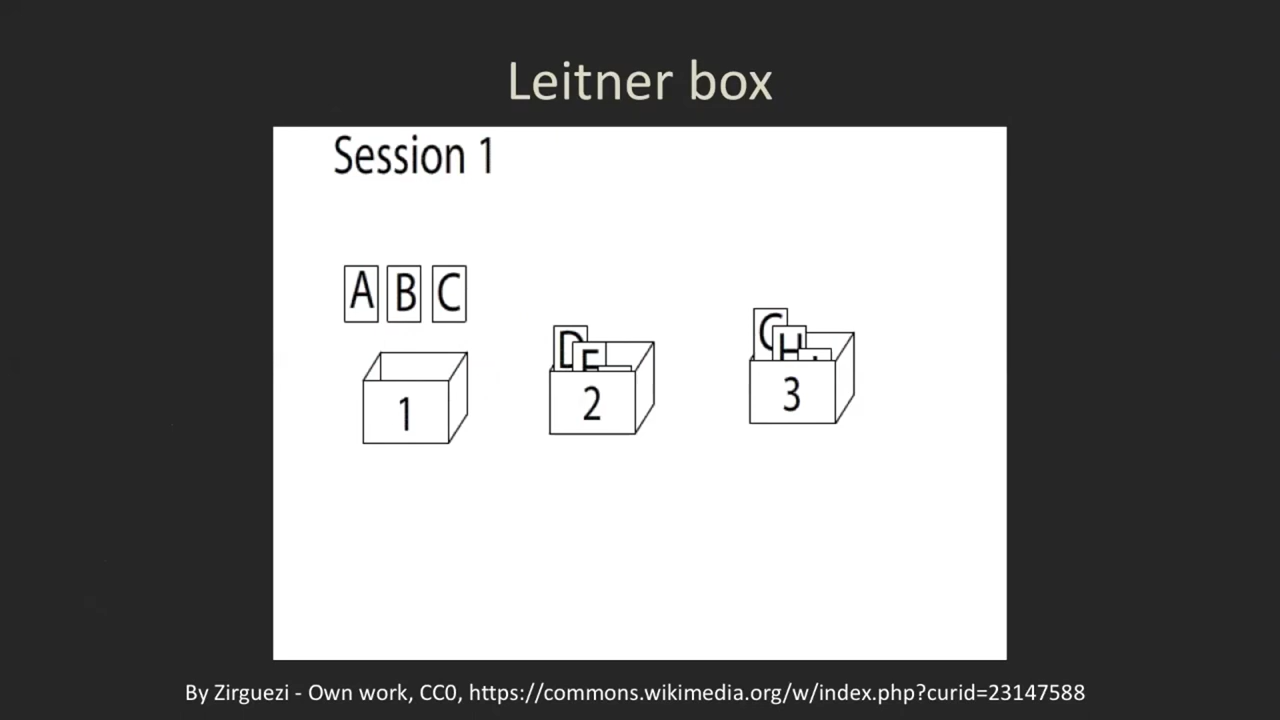 Leitner box
Session 1
A B C
D
E
G
H
1
2
3
By Zirguezi - Own work, CC0, https://commons.wikimedia.org/w/index.php?curid=23147588